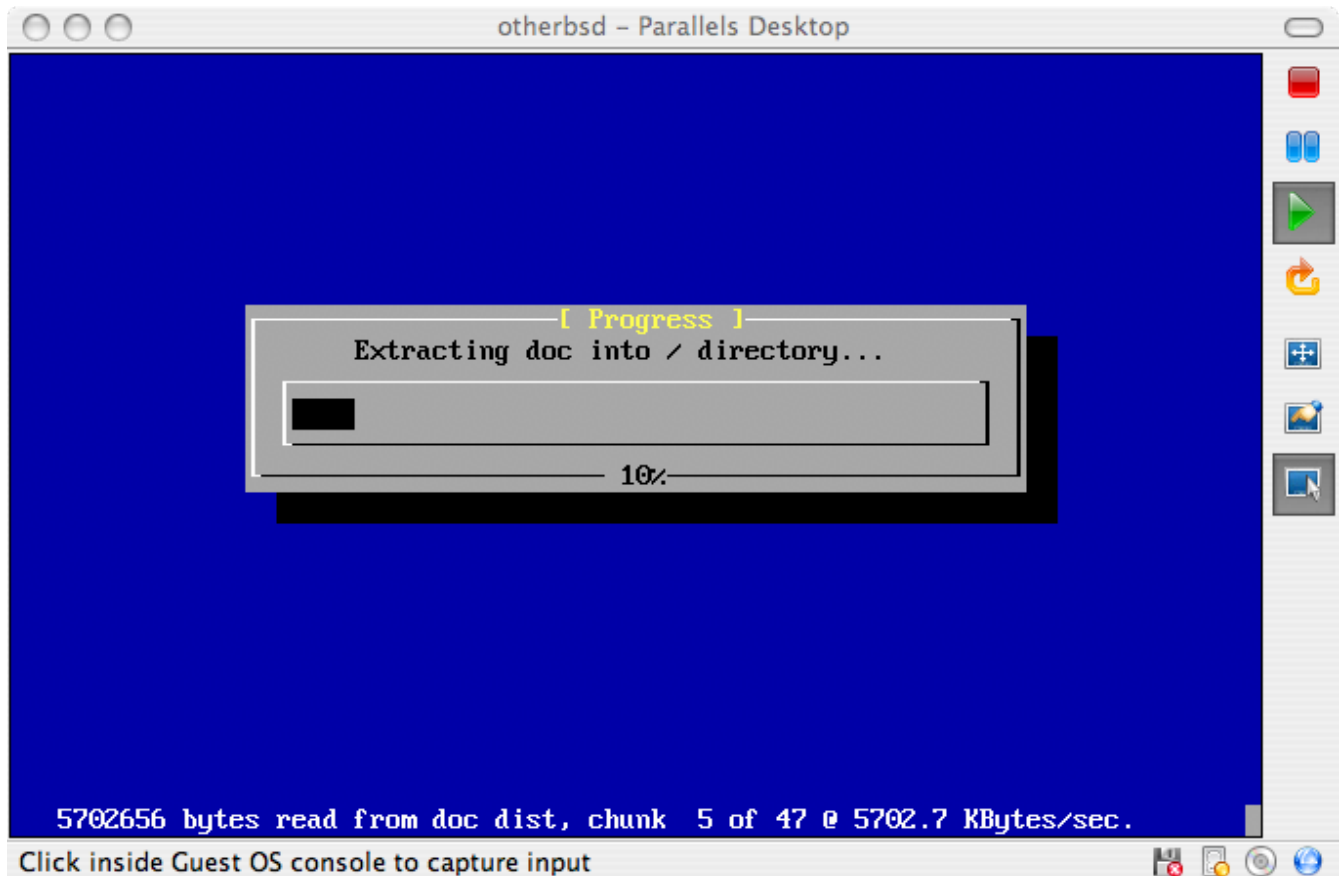 otherbsd – Parallels Desktop
[ Progress ]
Extracting doc into / directory...
10%
5702656 bytes read from doc dist, chunk  5 of 47 @ 5702.7 KBytes/sec.
Click inside Guest OS console to capture input